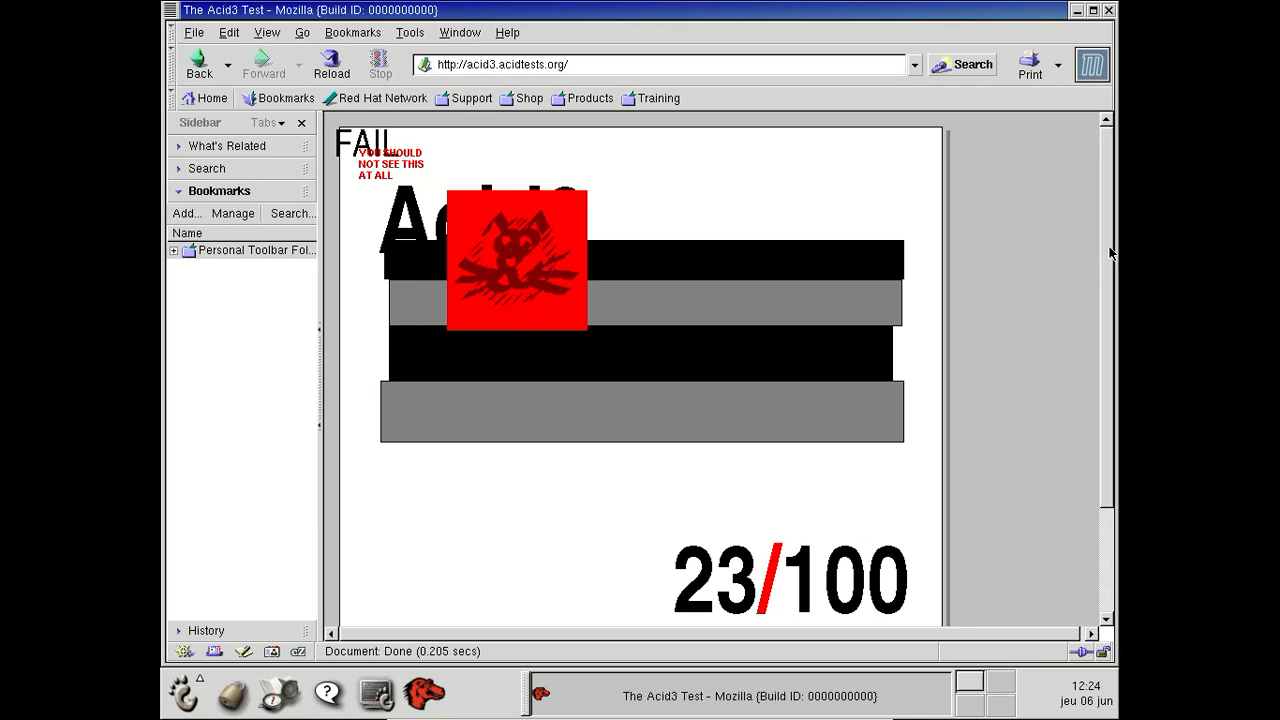 The Acid3 Test - Mozilla {Build ID: 0000000000}
File Edit View Go Bookmarks Tools Window Help
Back Forward Reload Stop http://acid3.acidtests.org/ Search Print
Home Bookmarks Red Hat Network Support Shop Products Training
Sidebar Tabs
What's Related
Search
Bookmarks
Add... Manage Search...
Name
Personal Toolbar Fol...
History
FAIL
YOU SHOULD
NOT SEE THIS
AT ALL
23/100
Document: Done (0.205 secs)
The Acid3 Test - Mozilla {Build ID: 0000000000}
12:24
jeu 06 jun